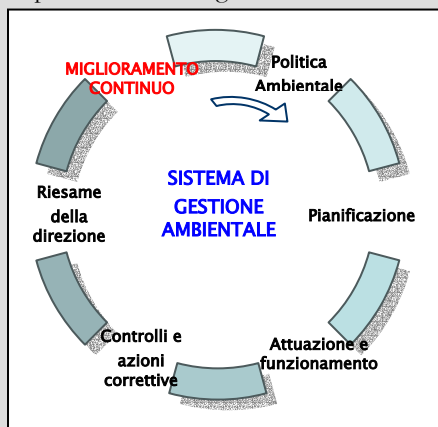 MIGLIORAMENTO
CONTINUO
Politica
Ambientale
SISTEMA DI
GESTIONE
AMBIENTALE
Pianificazione
Attuazione e
funzionamento
Controlli e
azioni
correttive
Riesame
della
direzione